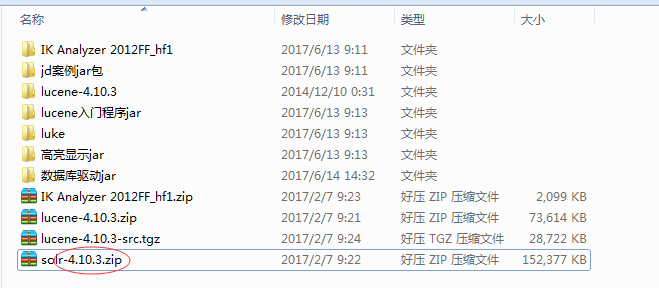 名称 修改日期 类型 大小
IK Analyzer 2012FF_hf1 2017/6/13 9:11 文件夹
jd案例jar包 2017/6/13 9:11 文件夹
lucene-4.10.3 2014/12/10 0:31 文件夹
lucene入门程序jar 2017/6/13 9:13 文件夹
luke 2017/6/13 9:13 文件夹
高亮显示jar 2017/6/13 9:13 文件夹
数据库驱动jar 2017/6/14 14:32 文件夹
IK Analyzer 2012FF_hf1.zip 2017/2/7 9:23 好压 ZIP 压缩文件 2,099 KB
lucene-4.10.3.zip 2017/2/7 9:21 好压 ZIP 压缩文件 73,614 KB
lucene-4.10.3-src.tgz 2017/2/7 9:24 好压 TGZ 压缩文件 28,722 KB
solr-4.10.3.zip 2017/2/7 9:22 好压 ZIP 压缩文件 152,377 KB